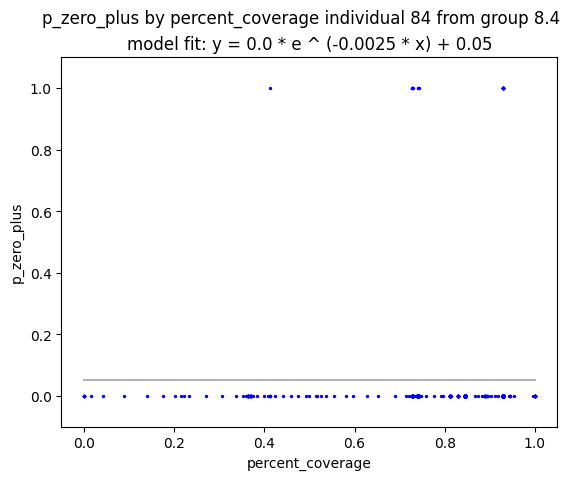 p_zero_plus by percent_coverage individual 84 from group 8.4
model fit: y = 0.0 * e ^ (-0.0025 * x) + 0.05
1.0
0.8
0.6
0.4
0.2
0.0
p_zero_plus
0.0 0.2 0.4 0.6 0.8 1.0
percent_coverage